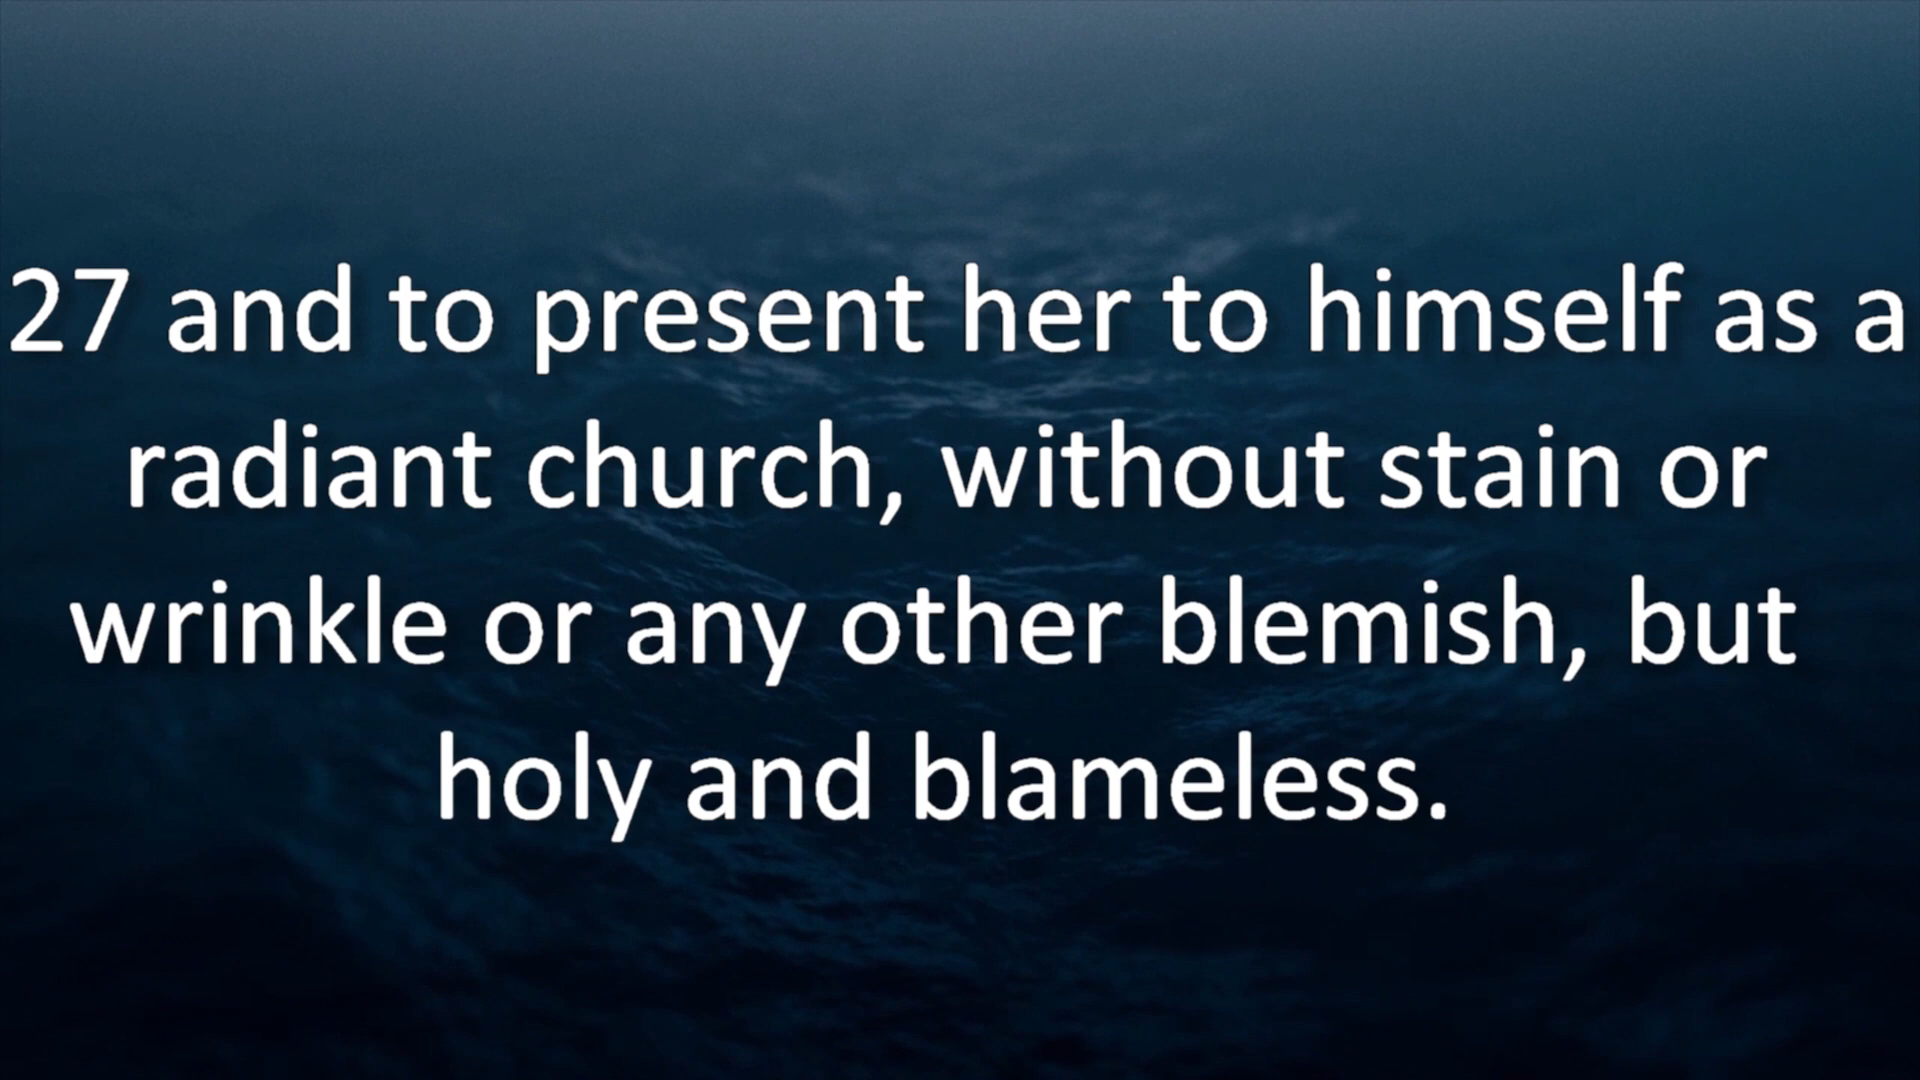 27 and to present her to himself as a
radiant church, without stain or
wrinkle or any other blemish, but
holy and blameless.